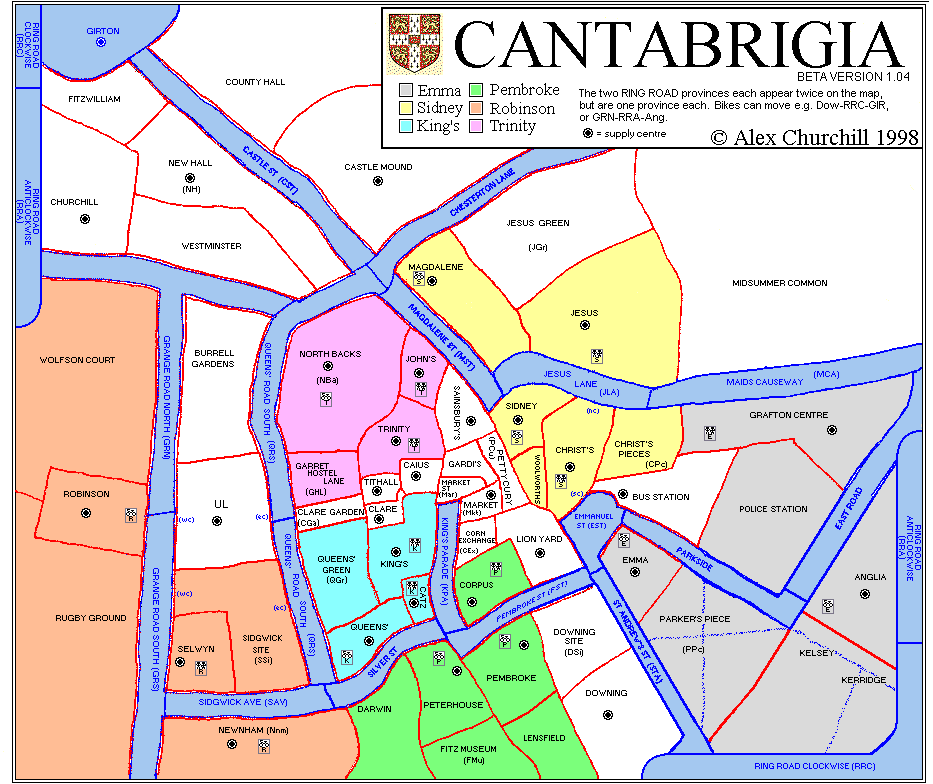 CANTABRIGIA
BETA VERSION 1.04
Emma
Pembroke
Sidney
Robinson
King's
Trinity
The two RING ROAD provinces each appear twice on the map,
but are one province each. Bikes can move e.g. Dow-RRC-GIR,
or GRN-RRA-Ang.
= supply centre
© Alex Churchill 1998
RING ROAD
CLOCKWISE
(RRC)
GIRTON
COUNTY HALL
FITZWILLIAM
CASTLE ST (CST)
NEW HALL
(NH)
CASTLE MOUND
CHESTERTON LANE
RING ROAD
ANTICLOCKWISE
(RRA)
CHURCHILL
WESTMINSTER
JESUS GREEN
(JGr)
MAGDALENE
S
MIDSUMMER COMMON
MAGDALENE ST (MST)
JESUS
S
WOLFSON COURT
GRANGE ROAD NORTH (GRN)
BURRELL
GARDENS
QUEENS' ROAD SOUTH (QRS)
NORTH BACKS
(NBa)
T
JOHN'S
T
SAINSBURY'S
JESUS
LANE
(JLA)
MAIDS CAUSEWAY
(MCA)
SIDNEY
S
(nc)
GRAFTON CENTRE
E
TRINITY
T
(PCu)
PETTY CURY
WOOLWORTHS
CHRIST'S
S
(sc)
CHRIST'S
PIECES
(CPc)
GARRET
HOSTEL
LANE
(GHL)
TITHALL
CAIUS
GARDI'S
MARKET
ST
(Mar)
MARKET
(Mkt)
BUS STATION
EAST ROAD
RING ROAD
ANTICLOCKWISE
(RRA)
ROBINSON
R
UL
(wc)
(ec)
CLARE GARDEN
(CGa)
CLARE
EMMANUEL
ST (EST)
POLICE STATION
KING'S PARADE (KPA)
CORN
EXCHANGE
(CEx)
LION YARD
QUEENS'
GREEN
(QGr)
KING'S
K
EMMA
E
PARKSIDE
GRANGE ROAD SOUTH (GRS)
(wc)
(ec)
QUEENS' ROAD SOUTH (QRS)
K
CATZ
CORPUS
P
PEMBROKE ST (PST)
ANGLIA
E
RUGBY GROUND
SELWYN
R
SIDGWICK
SITE
(SSi)
QUEENS'
K
SILVER ST
P
P
DOWNING
SITE
(DSi)
ST ANDREW'S ST (STA)
PARKER'S PIECE
(PPc)
KELSEY
KERRIDGE
SIDGWICK AVE (SAV)
DARWIN
PETERHOUSE
PEMBROKE
DOWNING
NEWNHAM (Nnm)
R
FITZ MUSEUM
(FMu)
LENSFIELD
RING ROAD CLOCKWISE (RRC)